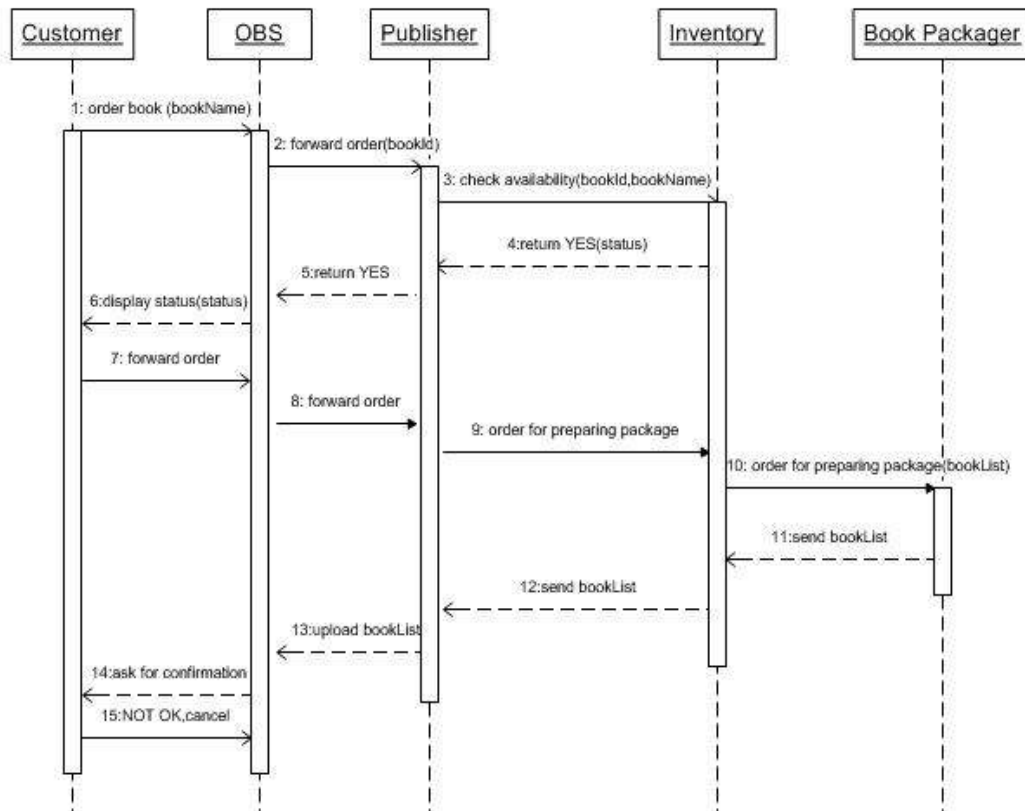 Customer
OBS
Publisher
Inventory
Book Packager
1: order book (bookName)
2: forward order(bookId)
3: check availability(bookId,bookName)
4:return YES(status)
5:return YES
6:display status(status)
7: forward order
8: forward order
9: order for preparing package
10: order for preparing package(bookList)
11:send bookList
12:send bookList
13:upload bookList
14:ask for confirmation
15:NOT OK,cancel